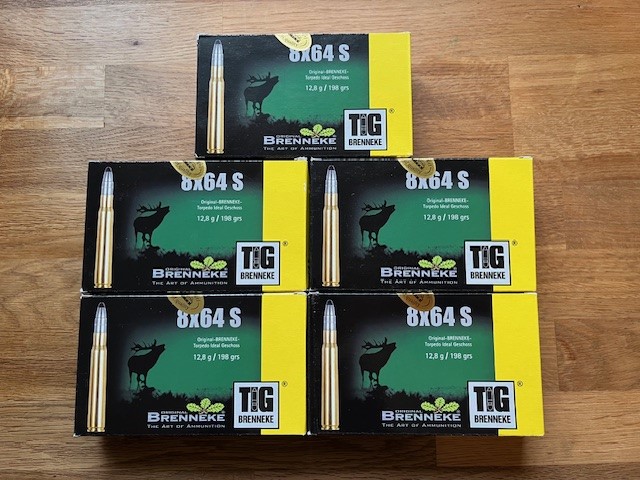 8X64 S
Original-BRENNEKE-
Torpedo Ideal Geschoss
12,8 g / 198 grs
ORIGINAL
BRENNEKE
THE ART OF AMMUNITION
TIG ®
BRENNEKE
8X64 S
Original-BRENNEKE-
Torpedo Ideal Geschoss
12,8 g / 198 grs
ORIGINAL
BRENNEKE
THE ART OF AMMUNITION
TIG ®
BRENNEKE
8X64 S
Original-BRENNEKE-
Torpedo Ideal Geschoss
12,8 g / 198 grs
ORIGINAL
BRENNEKE
THE ART OF AMMUNITION
TIG ®
BRENNEKE
8X64 S
Original-BRENNEKE-
Torpedo Ideal Geschoss
12,8 g / 198 grs
ORIGINAL
BRENNEKE
THE ART OF AMMUNITION
TIG ®
BRENNEKE
8X64 S
Original-BRENNEKE-
Torpedo Ideal Geschoss
12,8 g / 198 grs
ORIGINAL
BRENNEKE
THE ART OF AMMUNITION
TIG ®
BRENNEKE